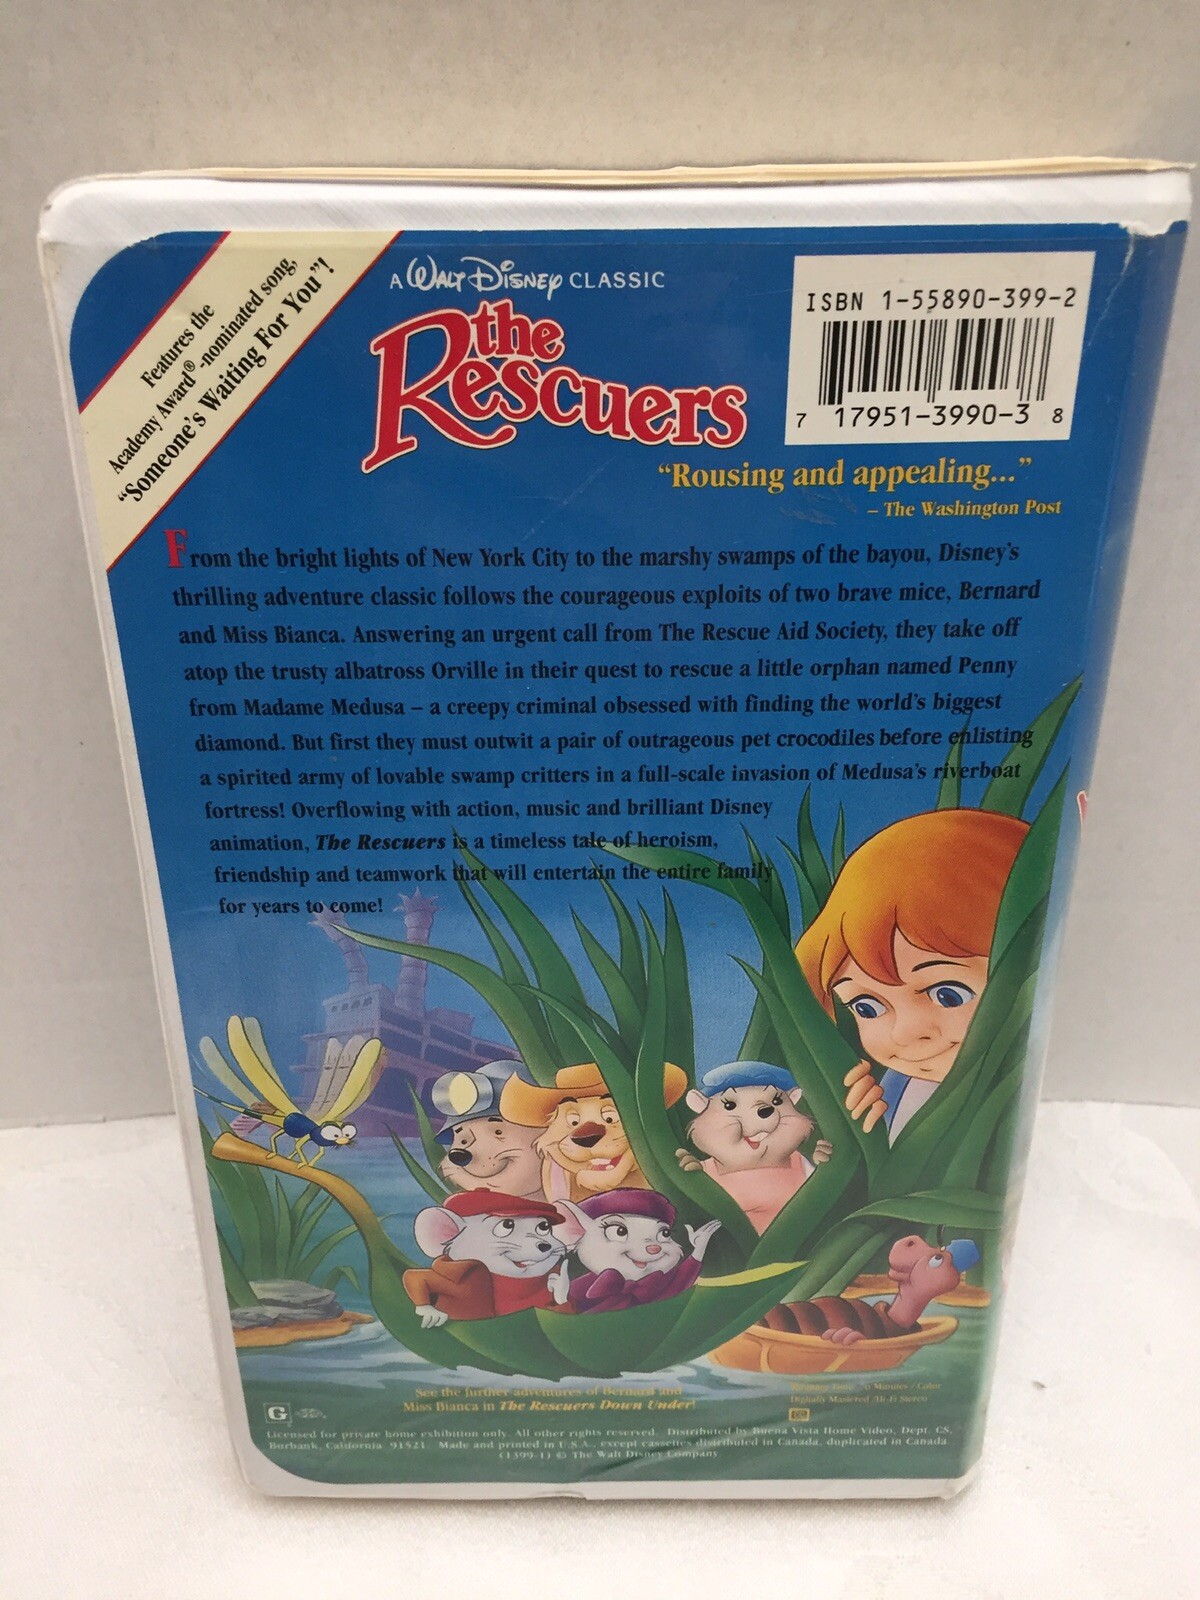 Features the
Academy Award®-nominated song,
"Someone's Waiting For You"!
A WALT DISNEY CLASSIC
the
Rescuers
ISBN 1-55890-399-2
7 17951-3990-3 8
"Rousing and appealing..."
– The Washington Post
From the bright lights of New York City to the marshy swamps of the bayou, Disney's
thrilling adventure classic follows the courageous exploits of two brave mice, Bernard
and Miss Bianca. Answering an urgent call from The Rescue Aid Society, they take off
atop the trusty albatross Orville in their quest to rescue a little orphan named Penny
from Madame Medusa – a creepy criminal obsessed with finding the world's biggest
diamond. But first they must outwit a pair of outrageous pet crocodiles before enlisting
a spirited army of lovable swamp critters in a full-scale invasion of Medusa's riverboat
fortress! Overflowing with action, music and brilliant Disney
animation, The Rescuers is a timeless tale of heroism,
friendship and teamwork that will entertain the entire family
for years to come!
See the further adventures of Bernard and
Miss Bianca in The Rescuers Down Under!
Minutes / Color
Digitally Mastered /Hi-Fi Stereo
G
Licensed for private home exhibition only. All other rights reserved. Distributed by Buena Vista Home Video, Dept. CS,
Burbank, California 91521. Made and printed in U.S.A., except cassettes distributed in Canada, duplicated in Canada.
(1399-1) © The Walt Disney Company